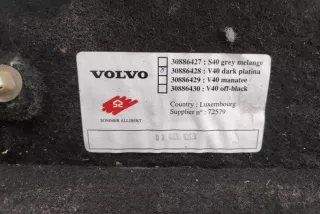 VOLVO
30886427 ; S40 grey melange
30886428 ; V40 dark platina
30886429 ; V40 manatee
30886430 ; V40 off-black
SOMMER ALLIBERT
Country : Luxembourg
Supplier n° : 72579